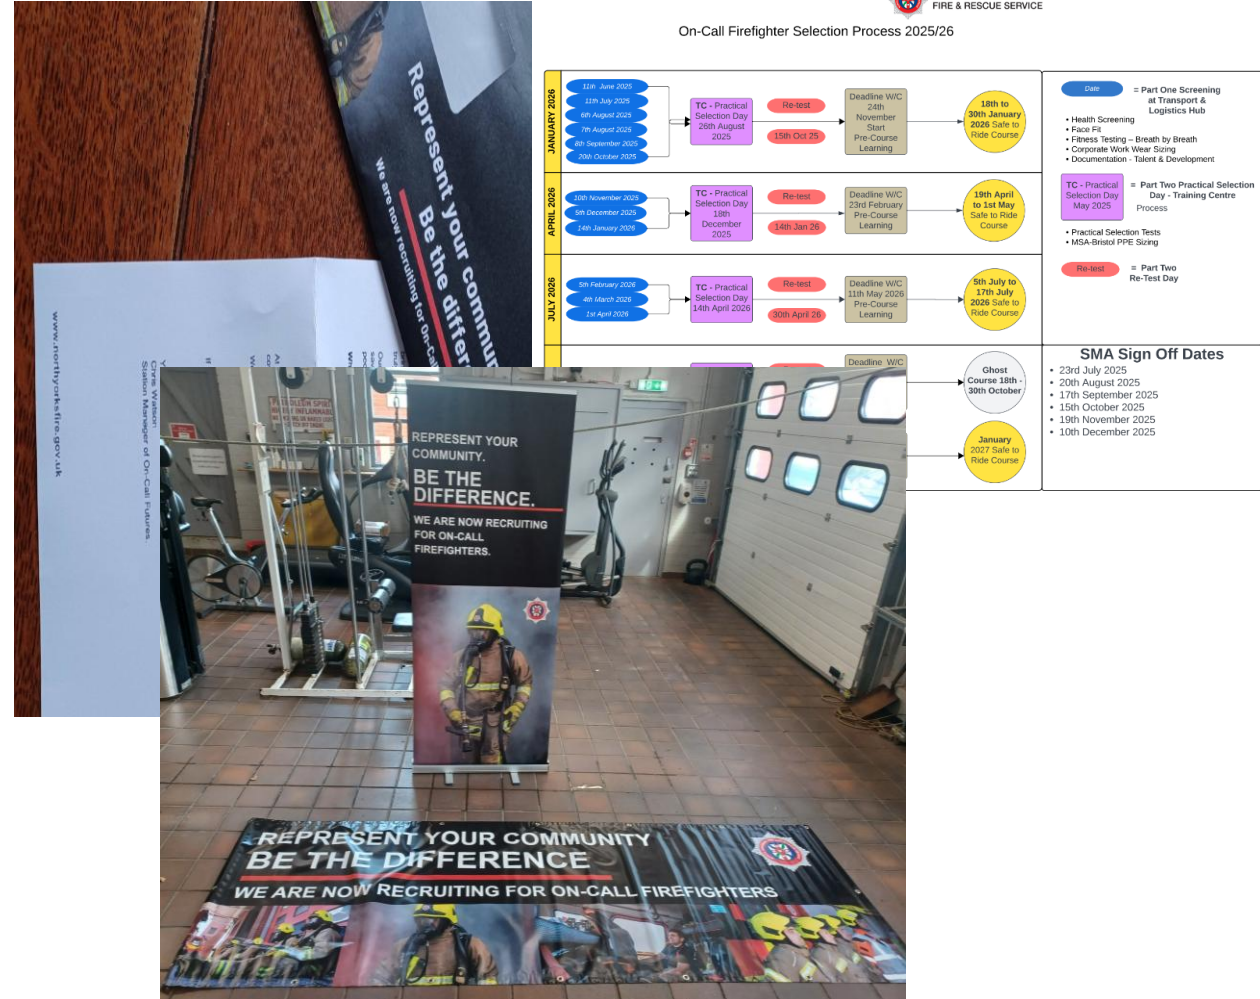 FIRE & RESCUE SERVICE
On-Call Firefighter Selection Process 2025/26
JANUARY 2026
11th June 2025
11th July 2025
6th August 2025
7th August 2025
8th September 2025
20th October 2025
TC - Practical
Selection Day
26th August
2025
Re-test
15th Oct 25
Deadline W/C
24th
November
Start
Pre-Course
Learning
18th to
30th January
2026 Safe to
Ride Course
APRIL 2026
10th November 2025
5th December 2025
14th January 2026
TC - Practical
Selection Day
18th
December
2025
Re-test
14th Jan 26
Deadline W/C
23rd February
Pre-Course
Learning
19th April
to 1st May
Safe to Ride
Course
JULY 2026
5th February 2026
4th March 2026
1st April 2026
TC - Practical
Selection Day
14th April 2026
Re-test
30th April 26
Deadline W/C
11th May 2026
Pre-Course
Learning
5th July to
17th July
2026 Safe to
Ride Course
Deadline W/C
Ghost
Course 18th -
30th October
January
2027 Safe to
Ride Course
Date
= Part One Screening
at Transport &
Logistics Hub
• Health Screening
• Face Fit
• Fitness Testing – Breath by Breath
• Corporate Work Wear Sizing
• Documentation - Talent & Development
TC - Practical
Selection Day
May 2025
= Part Two Practical Selection
Day - Training Centre
Process
• Practical Selection Tests
• MSA-Bristol PPE Sizing
Re-test
= Part Two
Re-Test Day
SMA Sign Off Dates
• 23rd July 2025
• 20th August 2025
• 17th September 2025
• 15th October 2025
• 19th November 2025
• 10th December 2025
Represent your commun
Be the differe
We are now recruiting for On-Ca
Chris Watson
Station Manager of On-Call Futures.
www.northyorksfire.gov.uk
REPRESENT YOUR
COMMUNITY.
BE THE
DIFFERENCE.
WE ARE NOW RECRUITING
FOR ON-CALL
FIREFIGHTERS.
REPRESENT YOUR COMMUNITY
BE THE DIFFERENCE
WE ARE NOW RECRUITING FOR ON-CALL FIREFIGHTERS